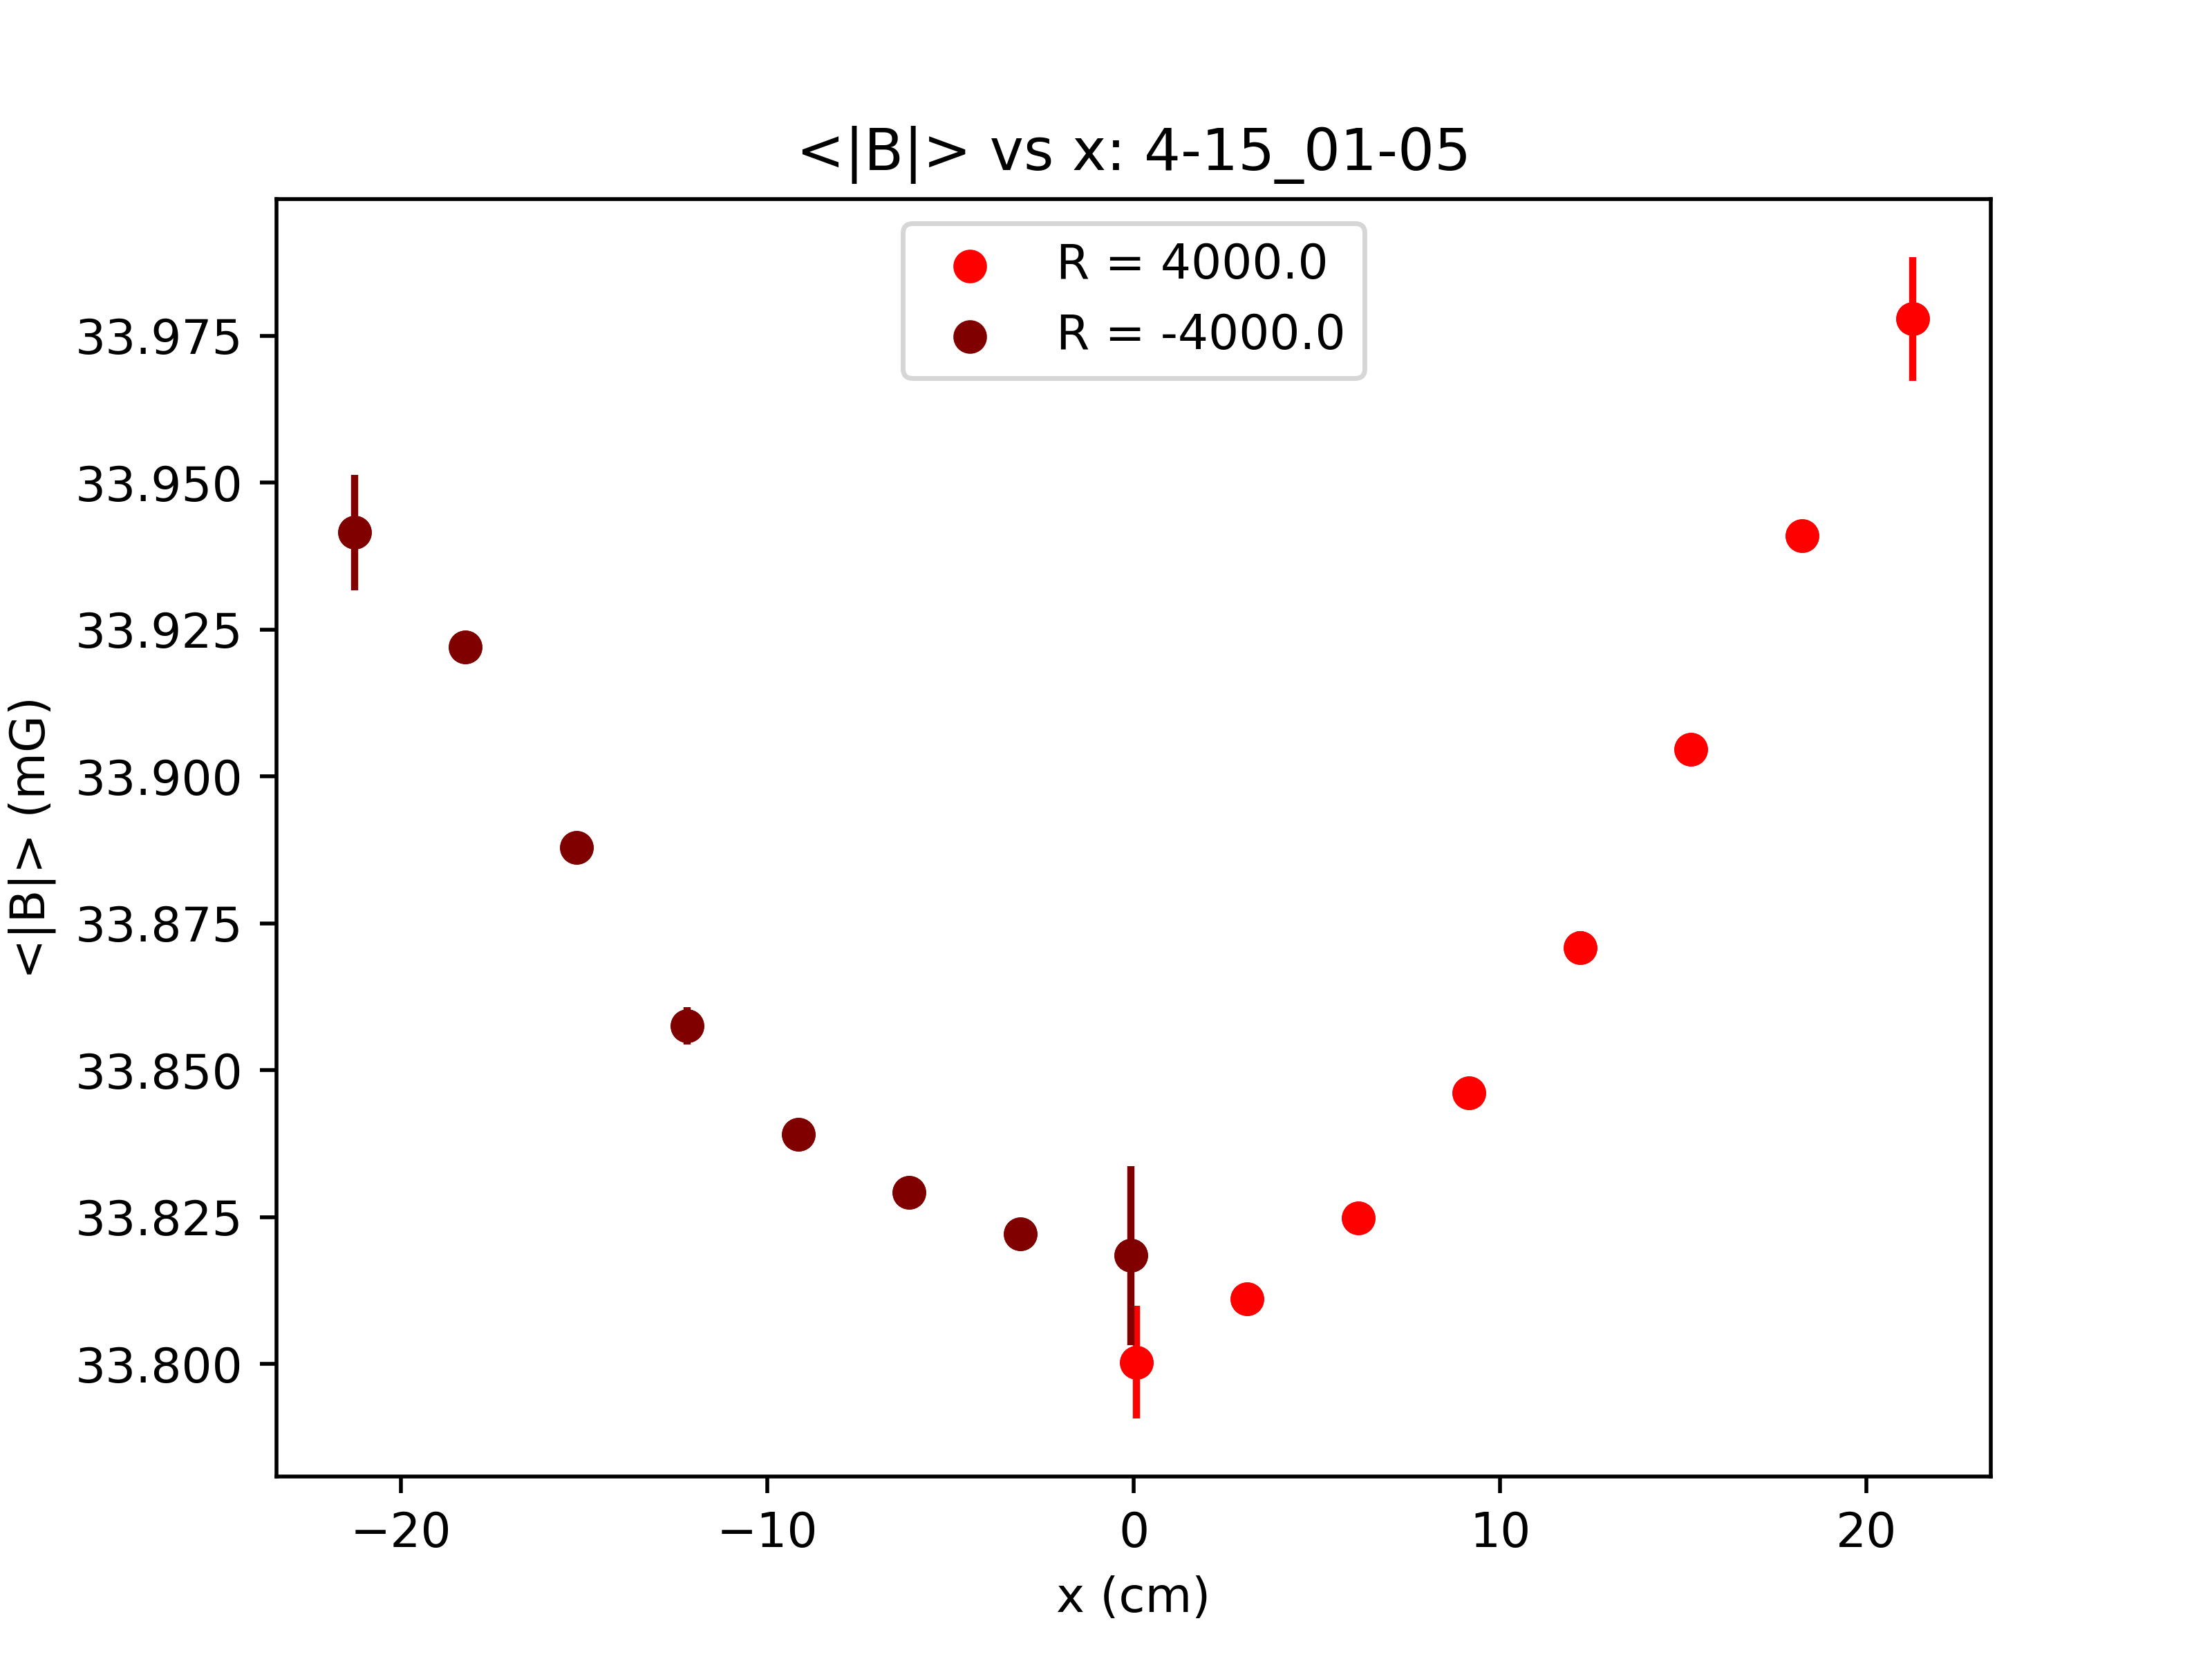 <|B|> vs x: 4-15_01-05
R = 4000.0
R = -4000.0
<|B|> (mG)
33.975
33.950
33.925
33.900
33.875
33.850
33.825
33.800
−20 −10 0 10 20
x (cm)